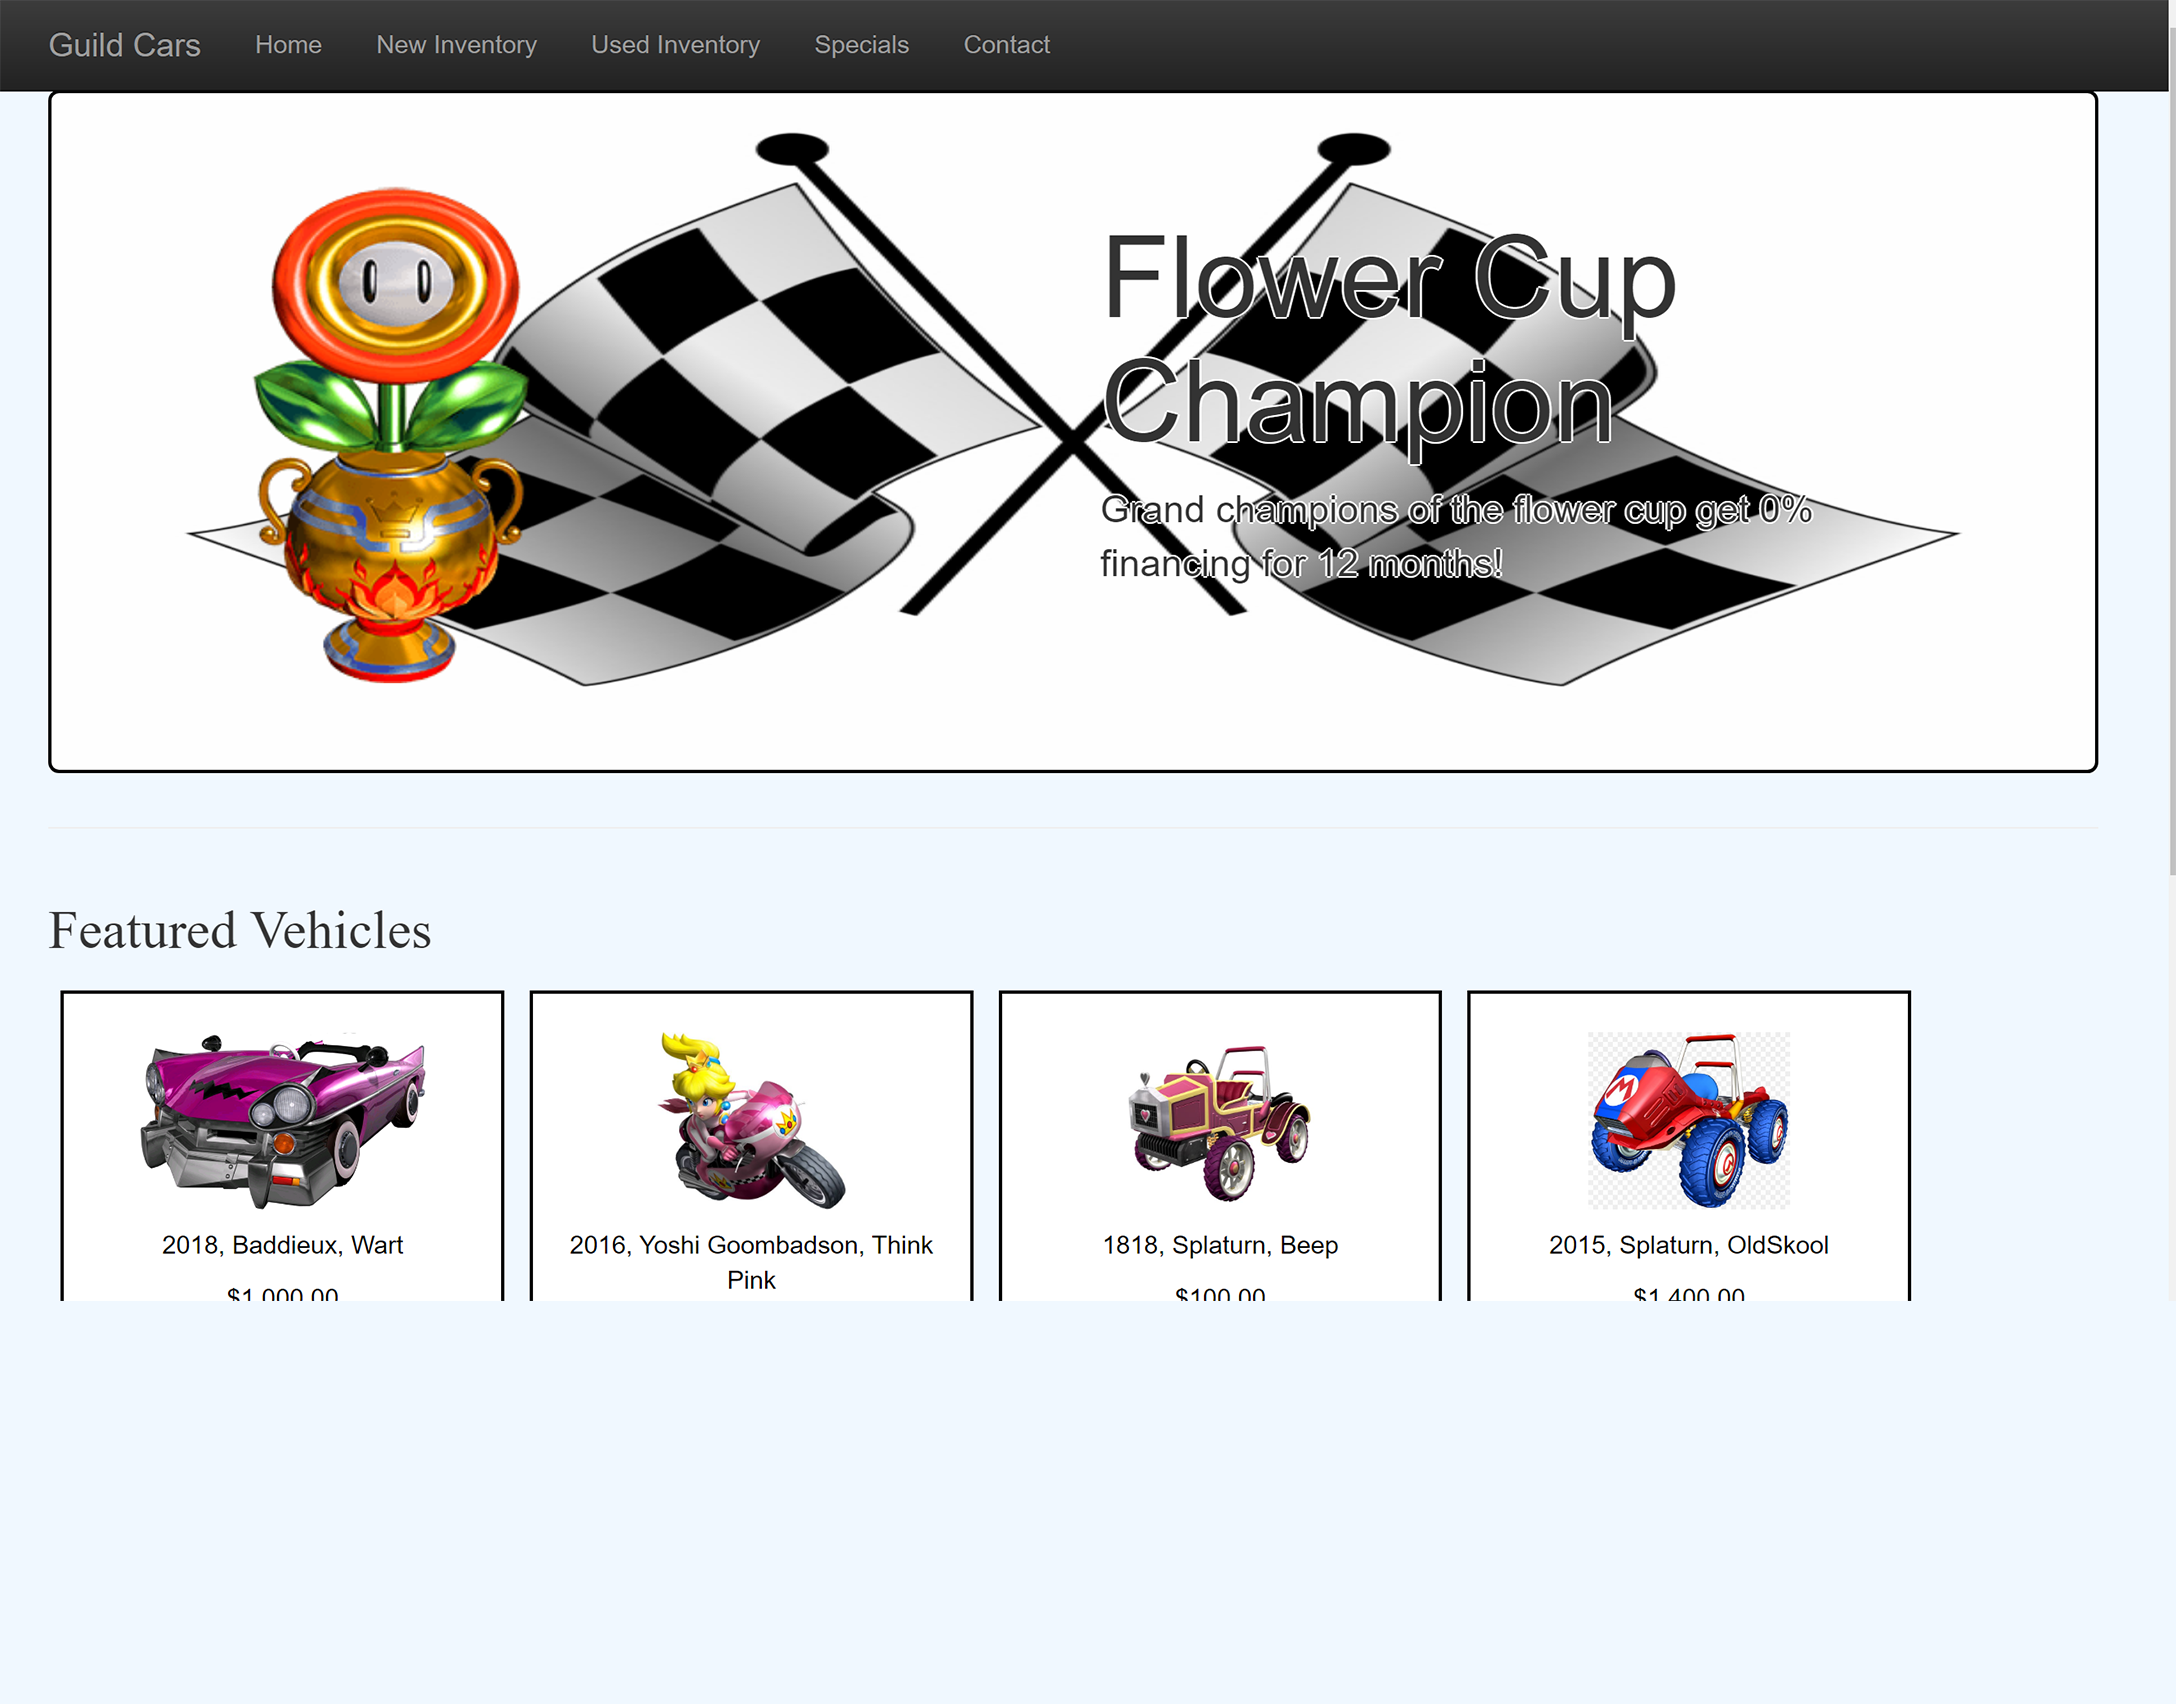 Guild Cars Home New Inventory Used Inventory Specials Contact
Flower Cup
Champion
Grand champions of the flower cup get 0%
financing for 12 months!
Featured Vehicles
2018, Baddieux, Wart
$1,000.00
2016, Yoshi Goombadson, Think
Pink
1818, Splaturn, Beep
$100.00
2015, Splaturn, OldSkool
$1,400.00